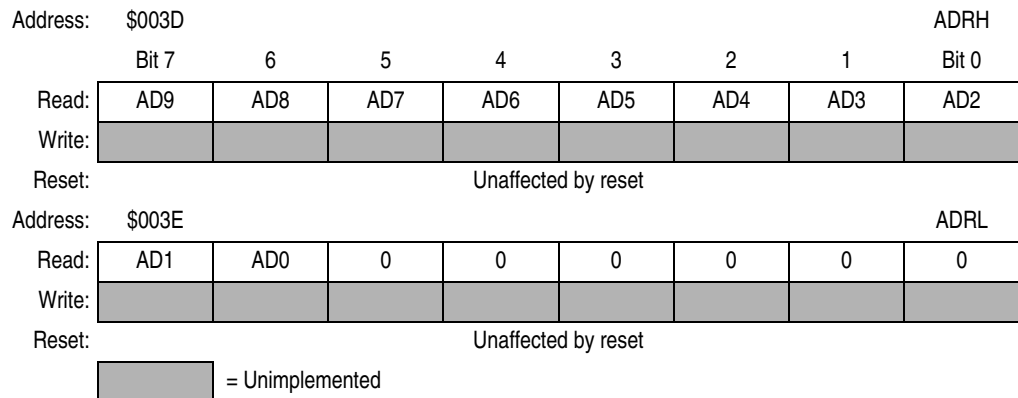 Address: $003D ADRH
Bit 7 6 5 4 3 2 1 Bit 0
Read: AD9 AD8 AD7 AD6 AD5 AD4 AD3 AD2
Write:
Reset: Unaffected by reset
Address: $003E ADRL
Read: AD1 AD0 0 0 0 0 0 0
Write:
Reset: Unaffected by reset
= Unimplemented